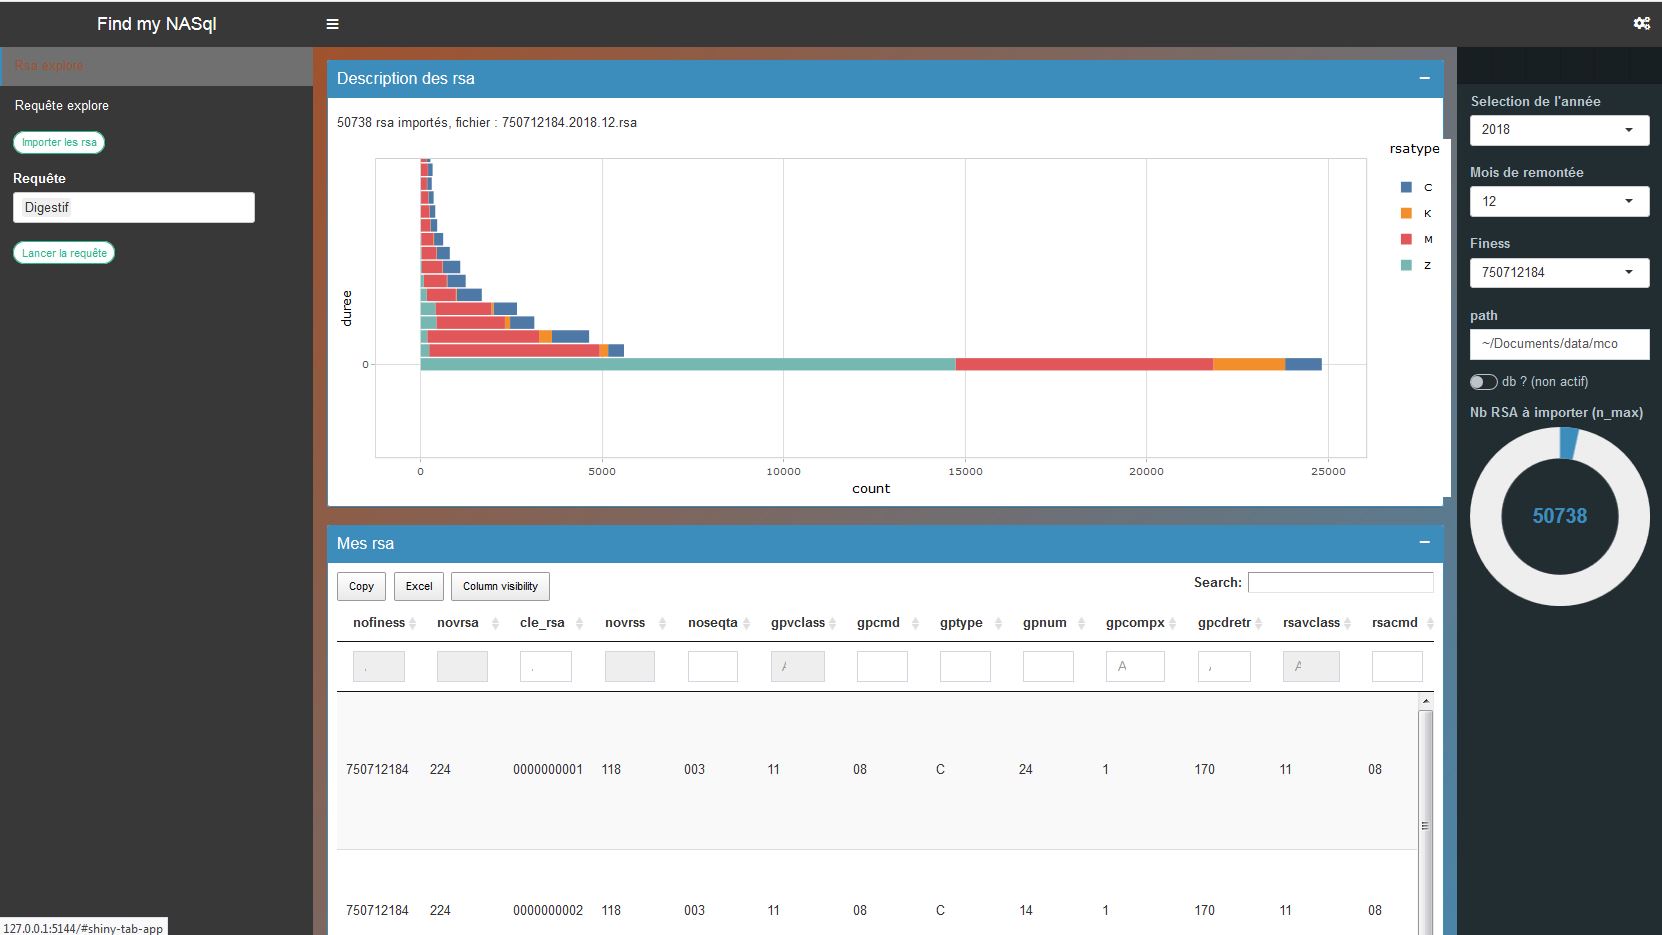 Find my NASql
Rsa explore
Requête explore
Importer les rsa
Requête
Digestif
Lancer la requête
Description des rsa
50738 rsa importés, fichier : 750712184.2018.12.rsa
rsatype
C
K
M
Z
duree
0
0 5000 10000 15000 20000 25000
count
Mes rsa
Copy Excel Column visibility
Search:
nofiness novrsa cle_rsa novrss noseqta gpvclass gpcmd gptype gpnum gpcompx gpcdretr rsavclass rsacmd
750712184 224 0000000001 118 003 11 08 C 24 1 170 11 08
750712184 224 0000000002 118 003 11 08 C 14 1 170 11 08
Selection de l'année
2018
Mois de remontée
12
Finess
750712184
path
~/Documents/data/mco
db ? (non actif)
Nb RSA à importer (n_max)
50738
127.0.0.1:5144/#shiny-tab-app